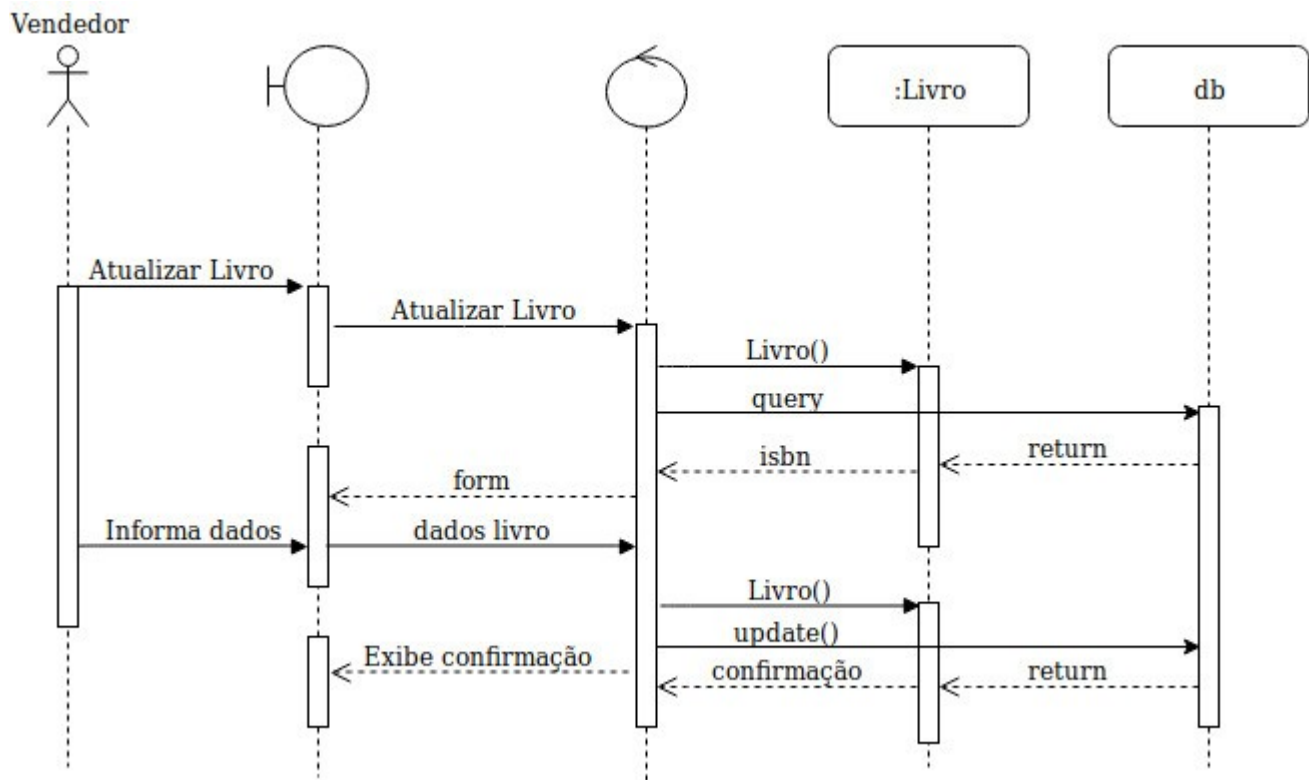 Vendedor
:Livro
db
Atualizar Livro
Atualizar Livro
Livro()
query
return
isbn
form
Informa dados
dados livro
Livro()
update()
Exibe confirmação
confirmação
return